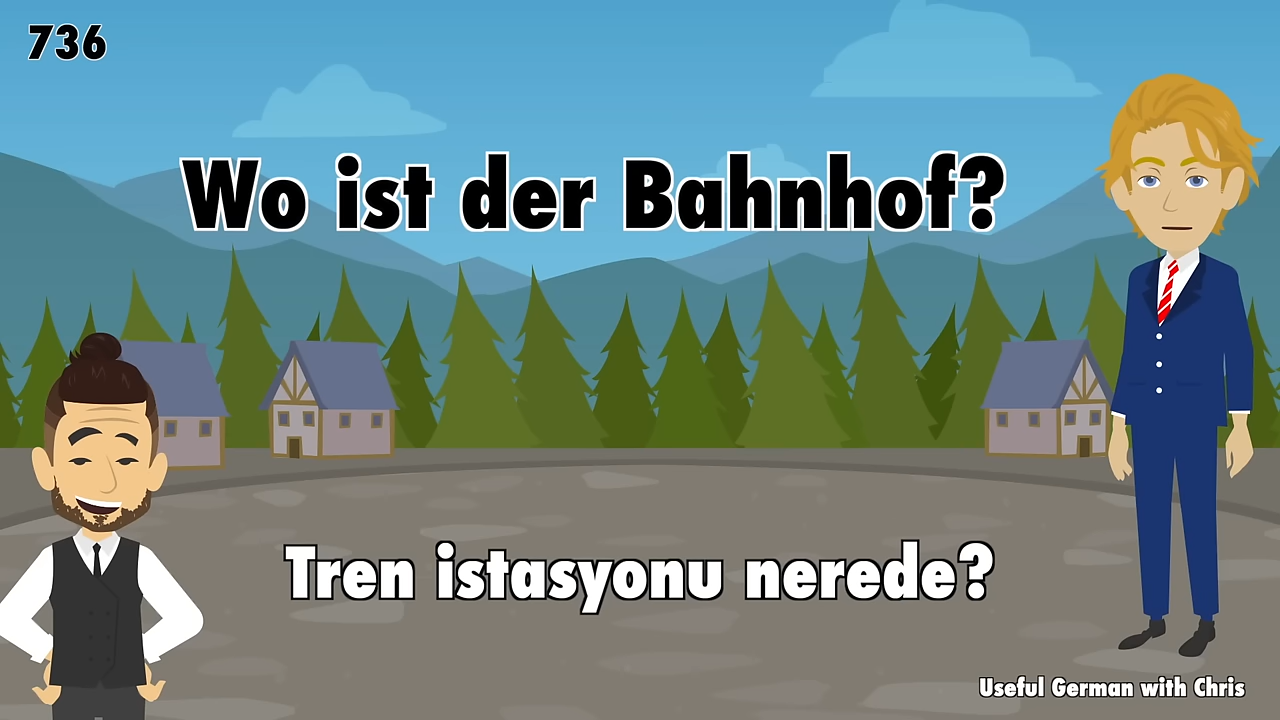 736
Wo ist der Bahnhof?
Tren istasyonu nerede?
Useful German with Chris